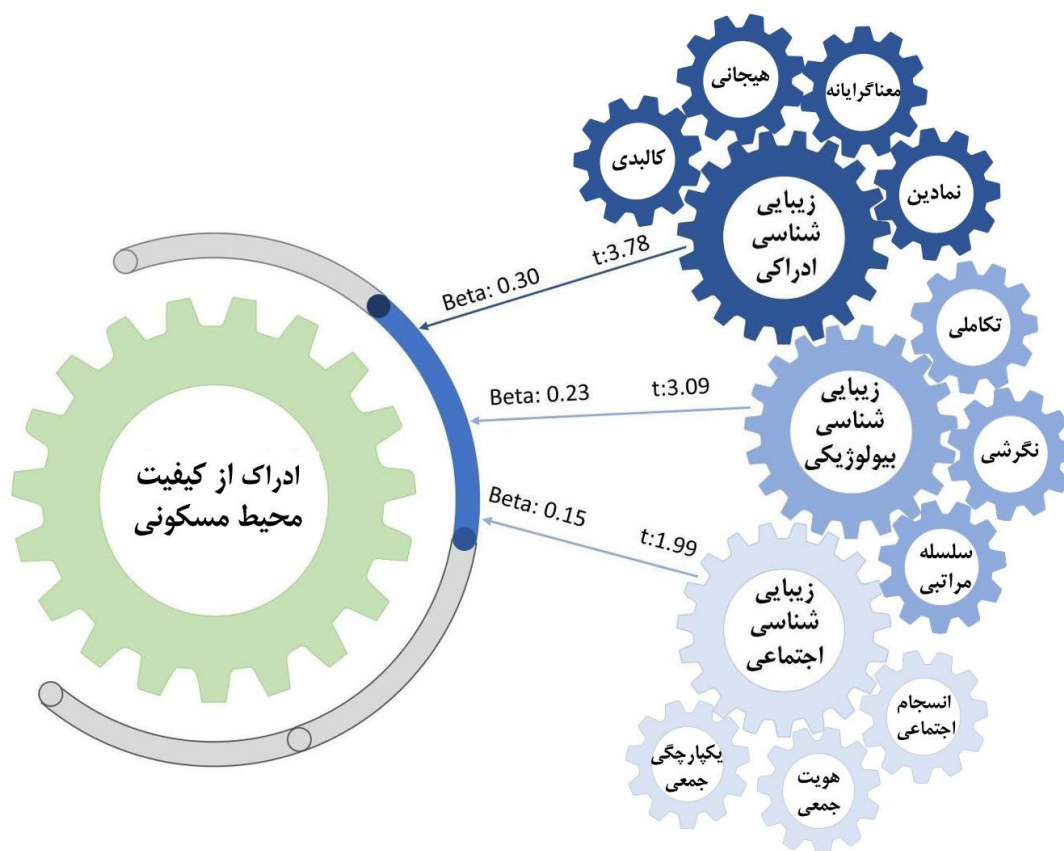 هیجانی
معناگرایانه
کالبدی
نمادین
زیبایی
شناسی
ادراکی
t:3.78
Beta: 0.30
تکاملی
زیبایی
شناسی
بیولوژیکی
t:3.09
Beta: 0.23
نگرشی
سلسله
مراتبی
ادراک از کیفیت
محیط مسکونی
Beta: 0.15
t:1.99
زیبایی
شناسی
اجتماعی
انسجام
اجتماعی
یکپارچگی
جمعی
هویت
جمعی